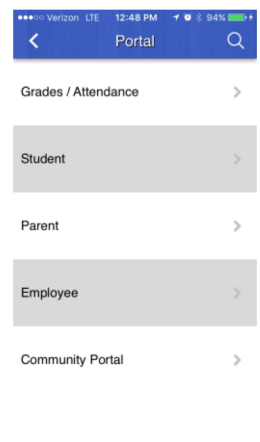 Verizon LTE 12:48 PM 94%
Portal
Grades / Attendance
Student
Parent
Employee
Community Portal